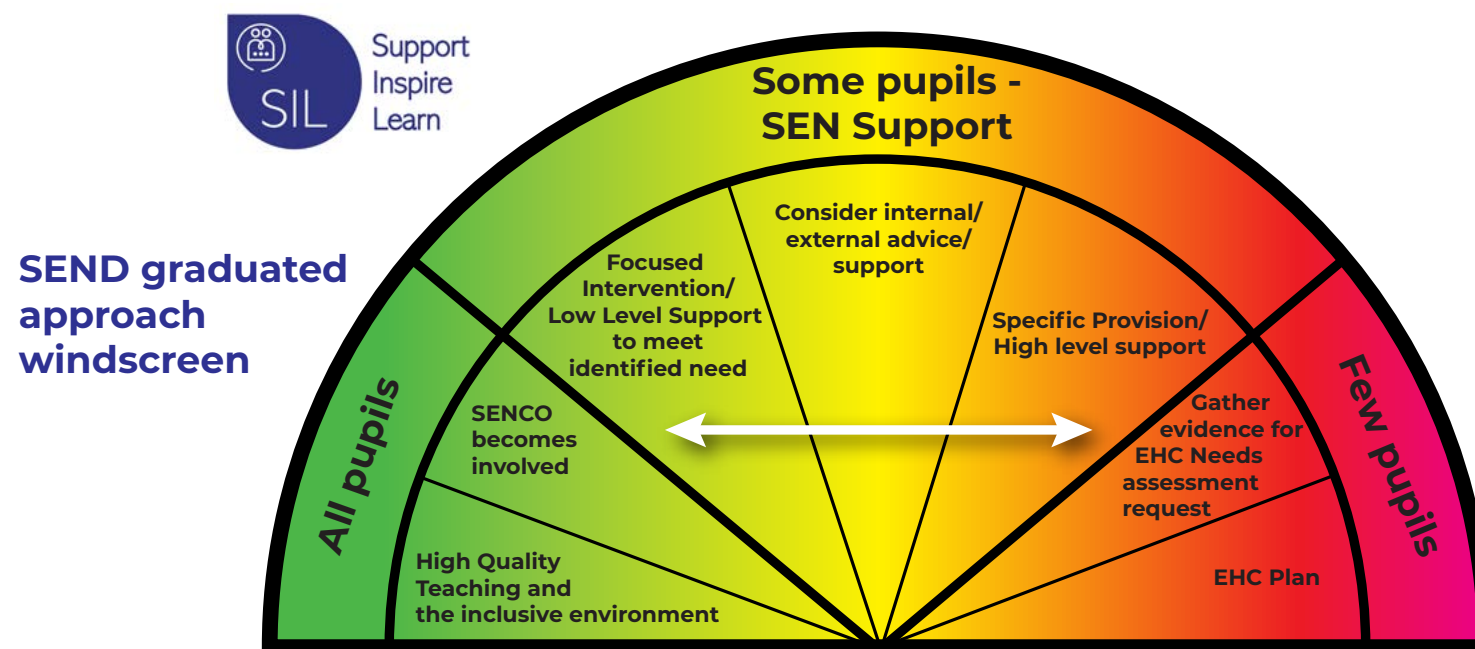 SIL
Support
Inspire
Learn
SEND graduated
approach
windscreen
All pupils
Some pupils -
SEN Support
Few pupils
High Quality
Teaching and
the inclusive environment
SENCO
becomes
involved
Focused
Intervention/
Low Level Support
to meet
identified need
Consider internal/
external advice/
support
Specific Provision/
High level support
Gather
evidence for
EHC Needs
assessment
request
EHC Plan